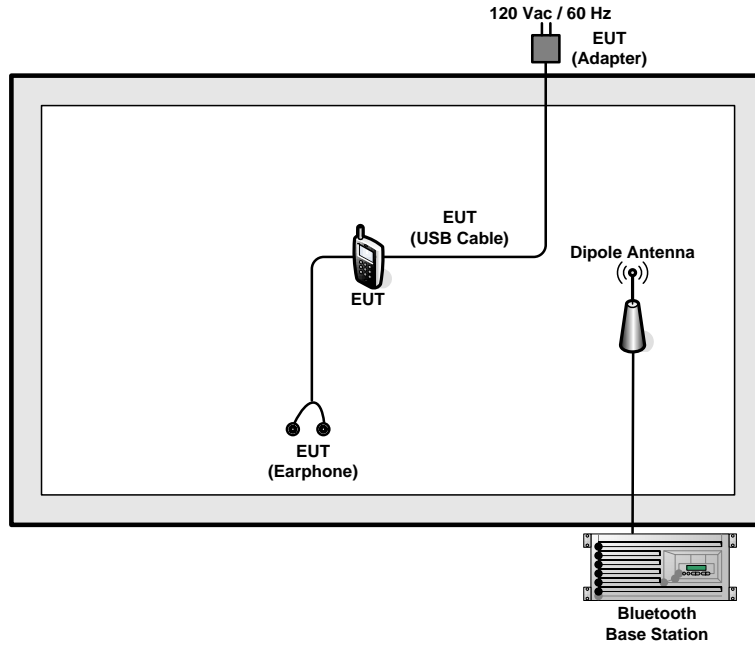 120 Vac / 60 Hz
EUT
(Adapter)
EUT
(USB Cable)
Dipole Antenna
EUT
EUT
(Earphone)
Bluetooth
Base Station